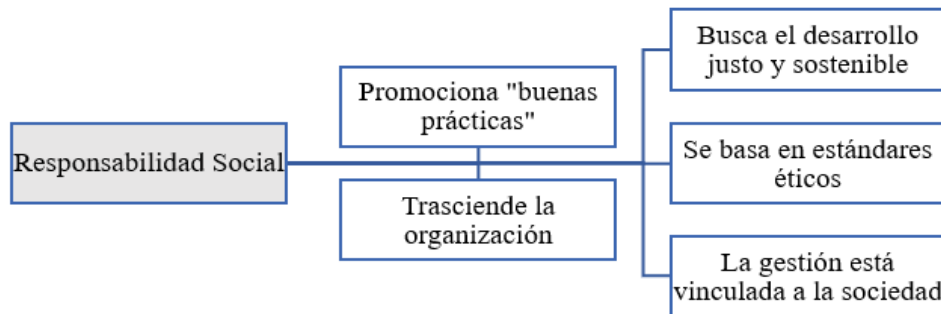 Responsabilidad Social
Promociona "buenas
prácticas"
Trasciende la
organización
Busca el desarrollo
justo y sostenible
Se basa en estándares
éticos
La gestión está
vinculada a la sociedad